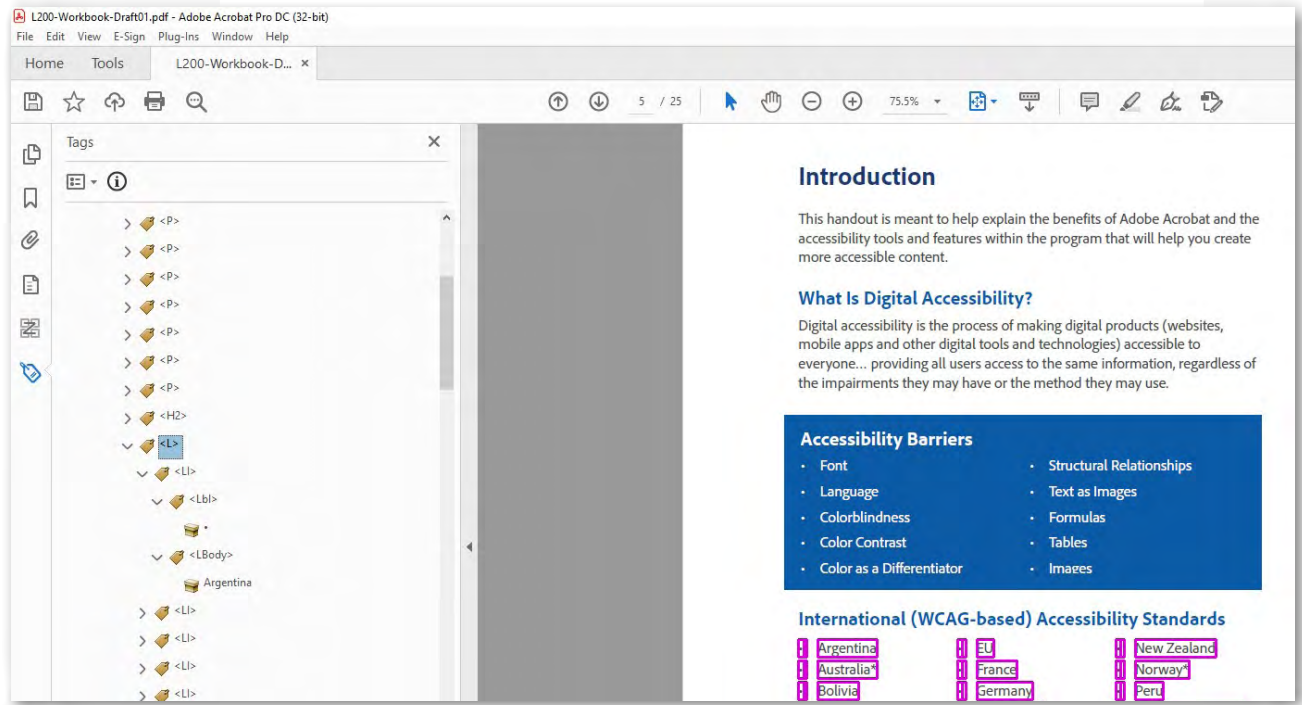 L200-Workbook-Draft01.pdf - Adobe Acrobat Pro DC (32-bit)
File Edit View E-Sign Plug-Ins Window Help
Home Tools L200-Workbook-D... ×
5 / 25 75.5%
Tags
<P>
<P>
<P>
<P>
<P>
<P>
<P>
<H2>
<L>
<LI>
<Lbl>
•
<LBody>
Argentina
<LI>
<LI>
<LI>
<LI>
Introduction
This handout is meant to help explain the benefits of Adobe Acrobat and the
accessibility tools and features within the program that will help you create
more accessible content.
What Is Digital Accessibility?
Digital accessibility is the process of making digital products (websites,
mobile apps and other digital tools and technologies) accessible to
everyone... providing all users access to the same information, regardless of
the impairments they may have or the method they may use.
Accessibility Barriers
• Font
• Language
• Colorblindness
• Color Contrast
• Color as a Differentiator
• Structural Relationships
• Text as Images
• Formulas
• Tables
• Images
International (WCAG-based) Accessibility Standards
• Argentina • EU • New Zealand
• Australia* • France • Norway*
• Bolivia • Germany • Peru